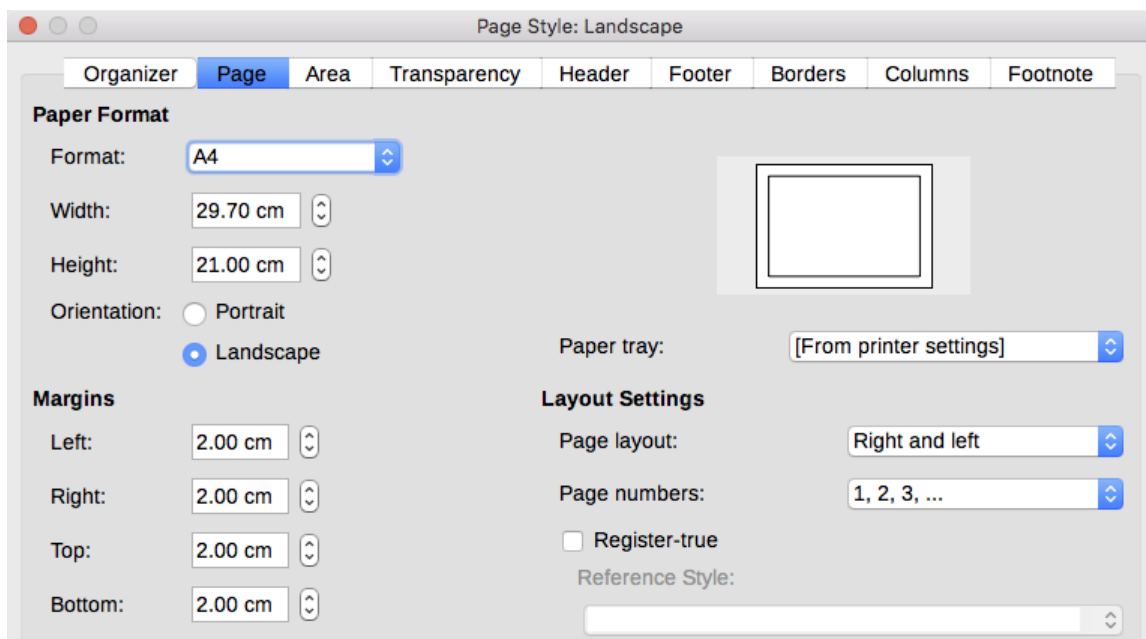 Page Style: Landscape
Organizer Page Area Transparency Header Footer Borders Columns Footnote
Paper Format
Format: A4
Width: 29.70 cm
Height: 21.00 cm
Orientation: Portrait
Landscape
Paper tray: [From printer settings]
Margins
Left: 2.00 cm
Right: 2.00 cm
Top: 2.00 cm
Bottom: 2.00 cm
Layout Settings
Page layout: Right and left
Page numbers: 1, 2, 3, ...
Register-true
Reference Style: